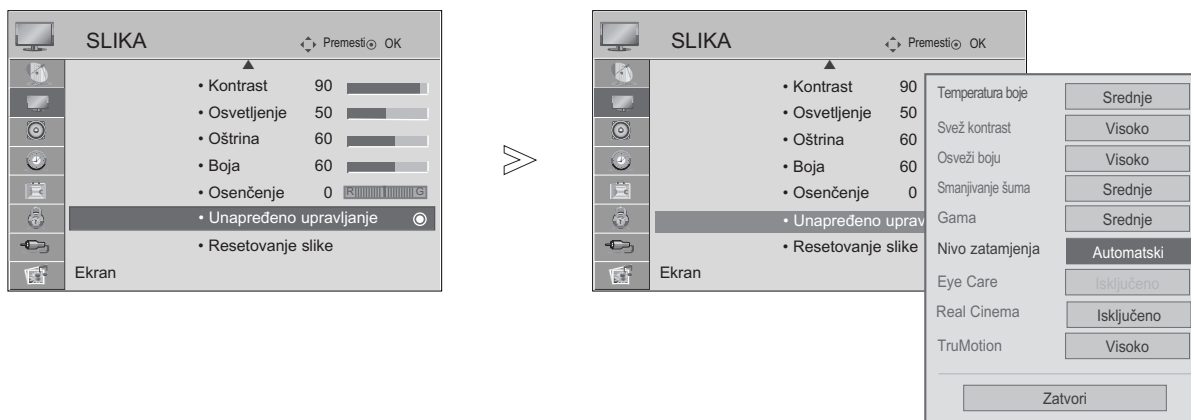 SLIKA Premesti OK
• Kontrast 90
• Osvetljenje 50
• Oštrina 60
• Boja 60
• Osenčenje 0 R G
• Unapređeno upravljanje
• Resetovanje slike
Ekran
SLIKA Premesti OK
• Kontrast 90
• Osvetljenje 50
• Oštrina 60
• Boja 60
• Osenčenje 0
• Unapređeno uprav
• Resetovanje slike
Ekran
Temperatura boje Srednje
Svež kontrast Visoko
Osveži boju Visoko
Smanjivanje šuma Srednje
Gama Srednje
Nivo zatamjenja Automatski
Eye Care Isključeno
Real Cinema Isključeno
TruMotion Visoko
Zatvori